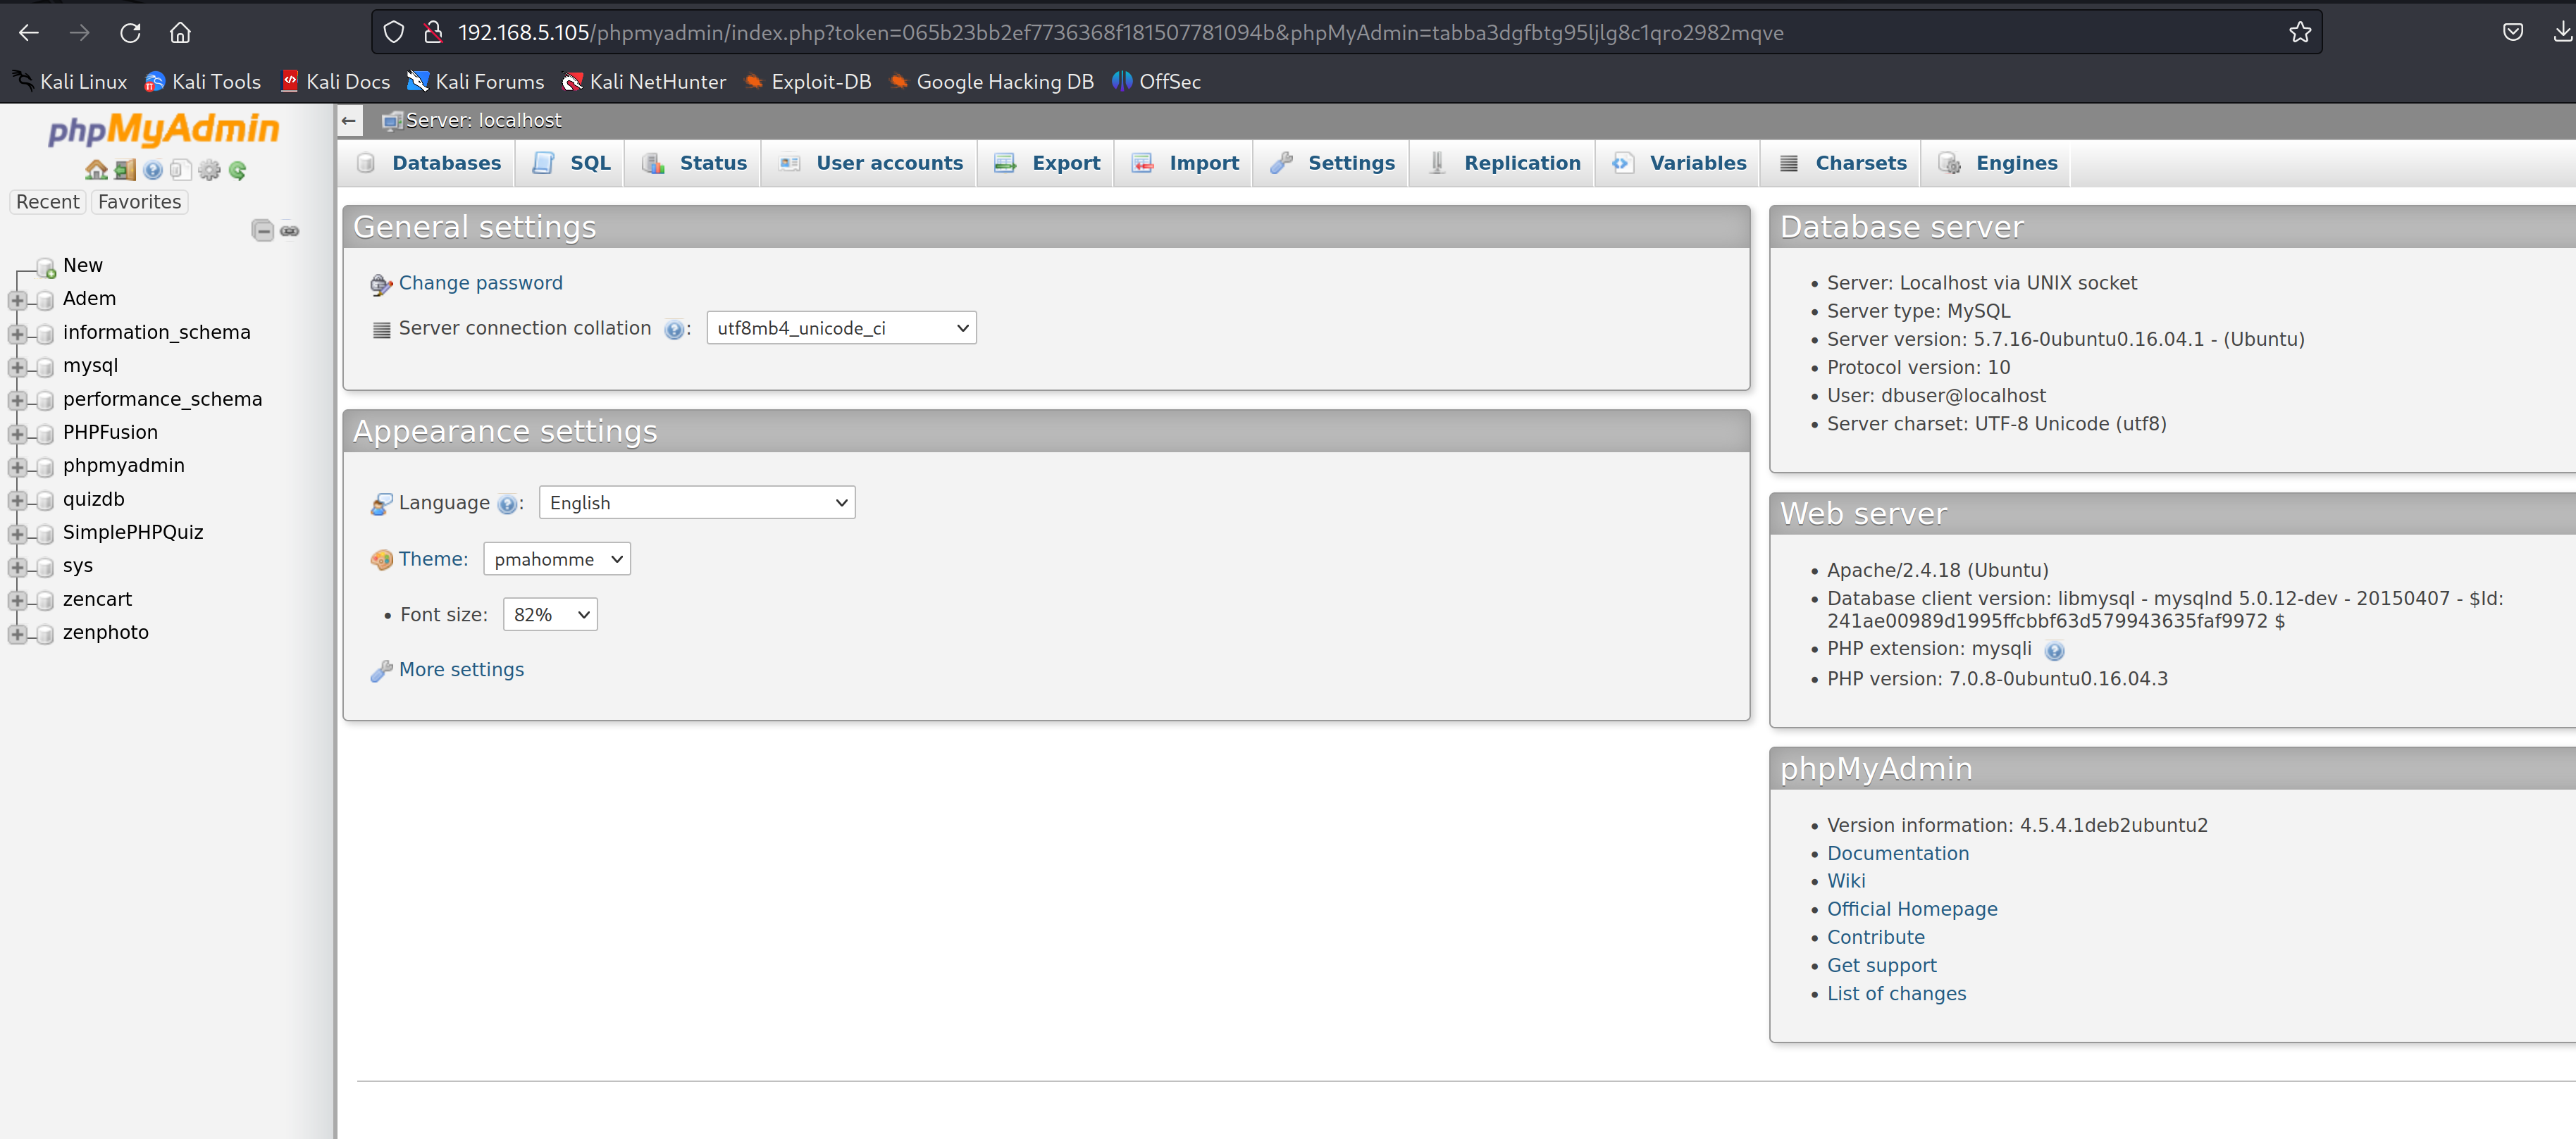 192.168.5.105/phpmyadmin/index.php?token=065b23bb2ef7736368f181507781094b&phpMyAdmin=tabba3dgfbtg95ljlg8c1qro2982mqve
Kali Linux Kali Tools Kali Docs Kali Forums Kali NetHunter Exploit-DB Google Hacking DB OffSec
phpMyAdmin
Recent Favorites
New
Adem
information_schema
mysql
performance_schema
PHPFusion
phpmyadmin
quizdb
SimplePHPQuiz
sys
zencart
zenphoto
Server: localhost
Databases SQL Status User accounts Export Import Settings Replication Variables Charsets Engines
General settings
Change password
Server connection collation : utf8mb4_unicode_ci
Appearance settings
Language : English
Theme: pmahomme
• Font size: 82%
More settings
Database server
• Server: Localhost via UNIX socket
• Server type: MySQL
• Server version: 5.7.16-0ubuntu0.16.04.1 - (Ubuntu)
• Protocol version: 10
• User: dbuser@localhost
• Server charset: UTF-8 Unicode (utf8)
Web server
• Apache/2.4.18 (Ubuntu)
• Database client version: libmysql - mysqlnd 5.0.12-dev - 20150407 - $Id:
241ae00989d1995ffcbbf63d579943635faf9972 $
• PHP extension: mysqli
• PHP version: 7.0.8-0ubuntu0.16.04.3
phpMyAdmin
• Version information: 4.5.4.1deb2ubuntu2
• Documentation
• Wiki
• Official Homepage
• Contribute
• Get support
• List of changes